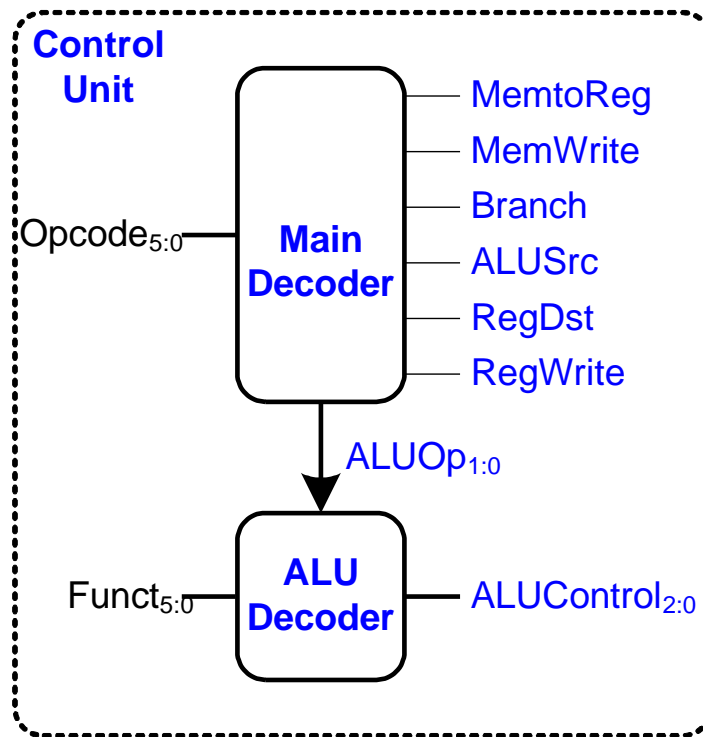 Control
Unit
MemtoReg
MemWrite
Branch
ALUSrc
RegDst
RegWrite
Opcode5:0
Main
Decoder
ALUOp1:0
Funct5:0
ALU
Decoder
ALUControl2:0